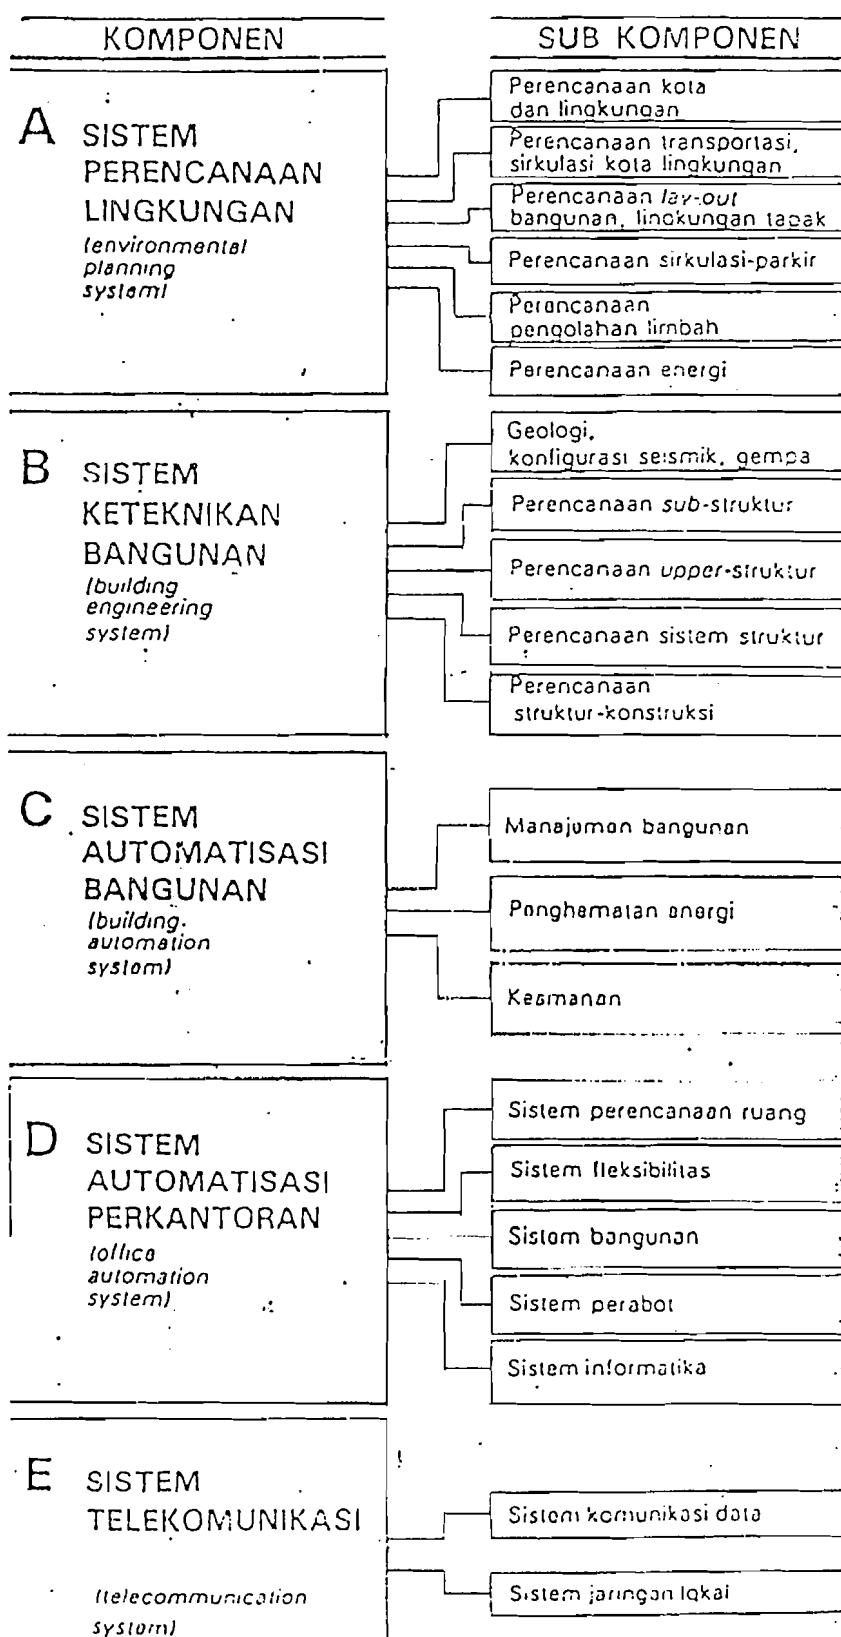 KOMPONEN
SUB KOMPONEN
A SISTEM
PERENCANAAN
LINGKUNGAN
(environmental
planning
system)
Perencanaan kota
dan lingkungan
Perencanaan transportasi,
sirkulasi kota lingkungan
Perencanaan lay-out
bangunan, lingkungan tapak
Perencanaan sirkulasi-parkir
Perencanaan
pengolahan limbah
Perencanaan energi
B SISTEM
KETEKNIKAN
BANGUNAN
(building
engineering
system)
Geologi,
konfigurasi seismik, gempa
Perencanaan sub-struktur
Perencanaan upper-struktur
Perencanaan sistem struktur
Perencanaan
struktur-konstruksi
C SISTEM
AUTOMATISASI
BANGUNAN
(building
automation
system)
Manajemen bangunan
Penghematan energi
Keamanan
D SISTEM
AUTOMATISASI
PERKANTORAN
(office
automation
system)
Sistem perencanaan ruang
Sistem fleksibilitas
Sistem bangunan
Sistem perabot
Sistem informatika
E SISTEM
TELEKOMUNIKASI
(telecommunication
system)
Sistem komunikasi data
Sistem jaringan lokal